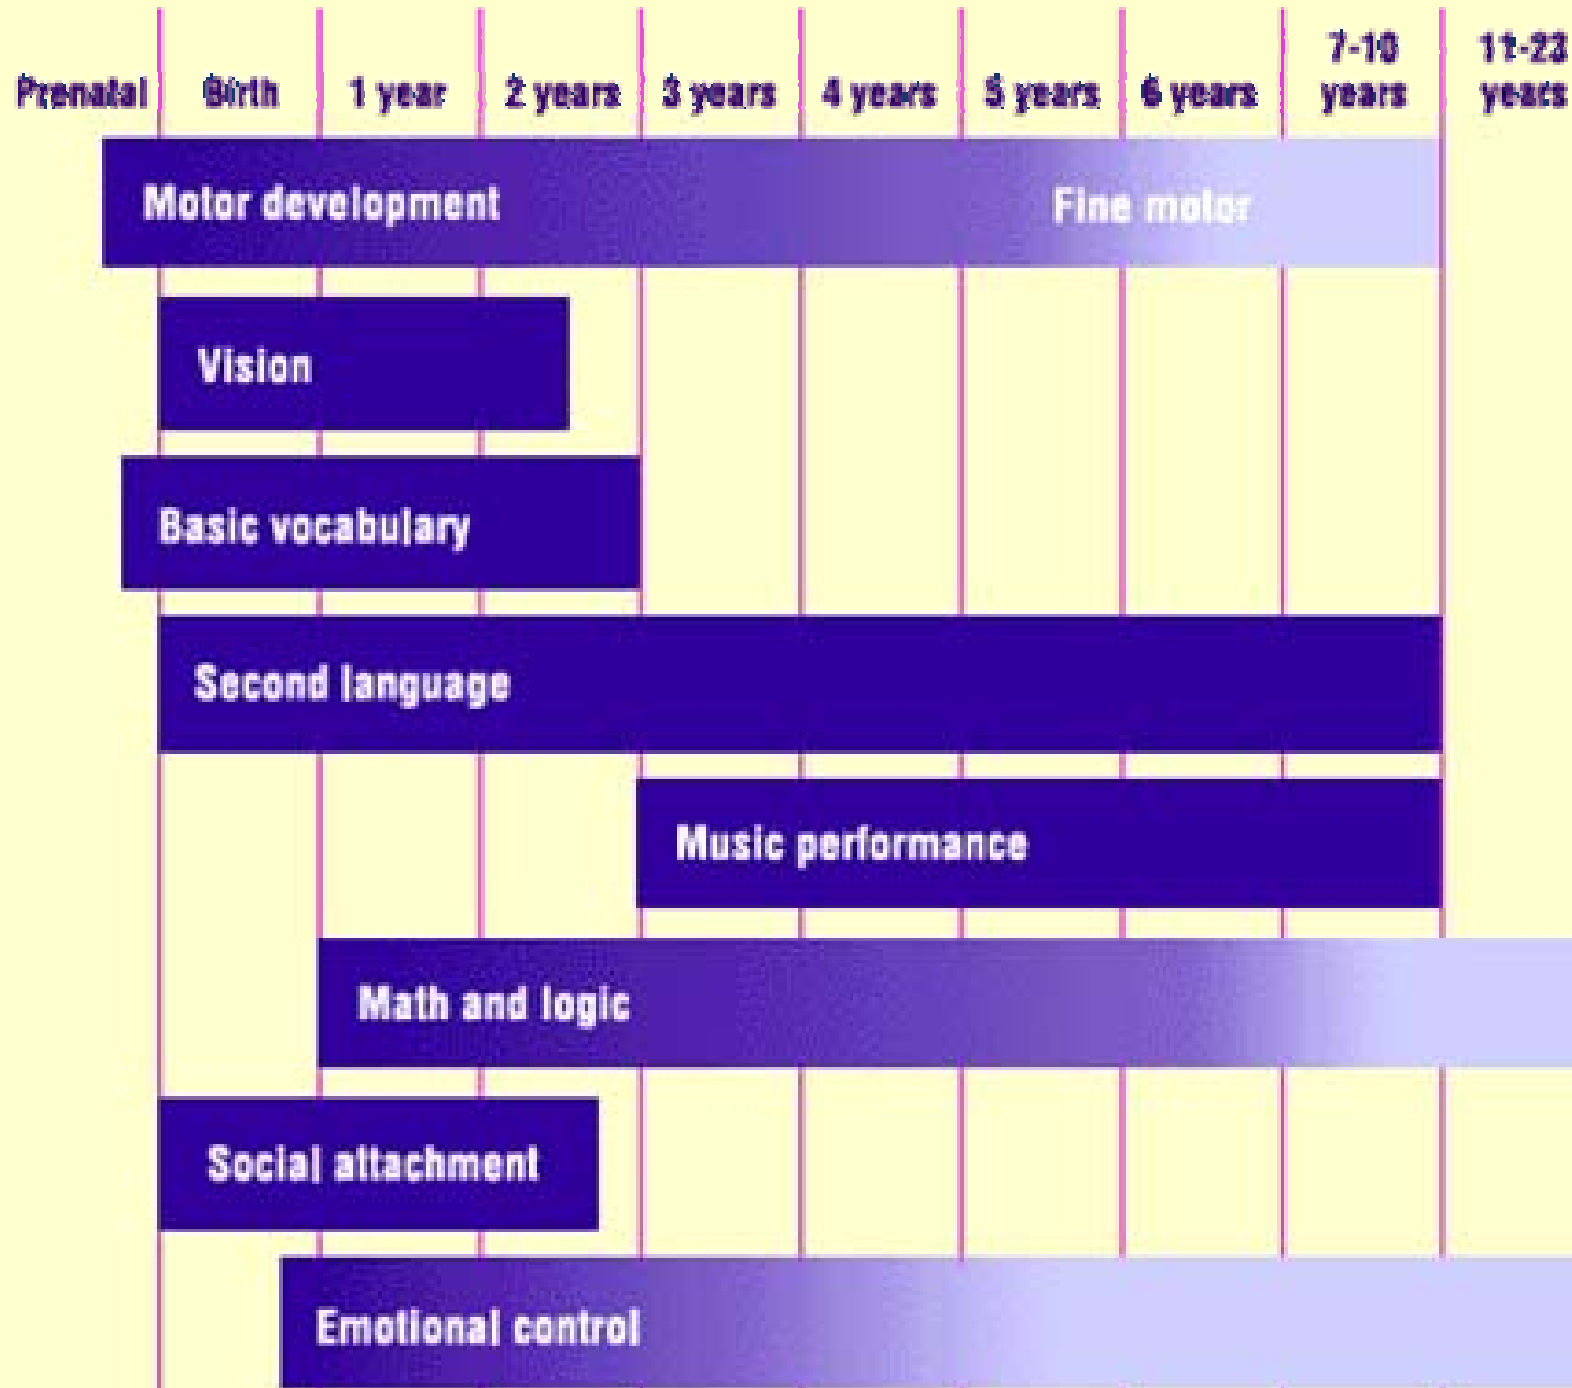 Prenatal Birth 1 year 2 years 3 years 4 years 5 years 6 years 7-10 years 11-23 years
Motor development Fine motor
Vision
Basic vocabulary
Second language
Music performance
Math and logic
Social attachment
Emotional control